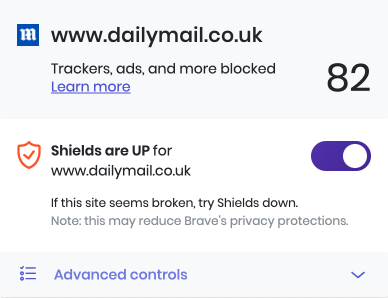 www.dailymail.co.uk
Trackers, ads, and more blocked
82
Learn more
Shields are UP for
www.dailymail.co.uk
If this site seems broken, try Shields down.
Note: this may reduce Brave's privacy protections.
Advanced controls